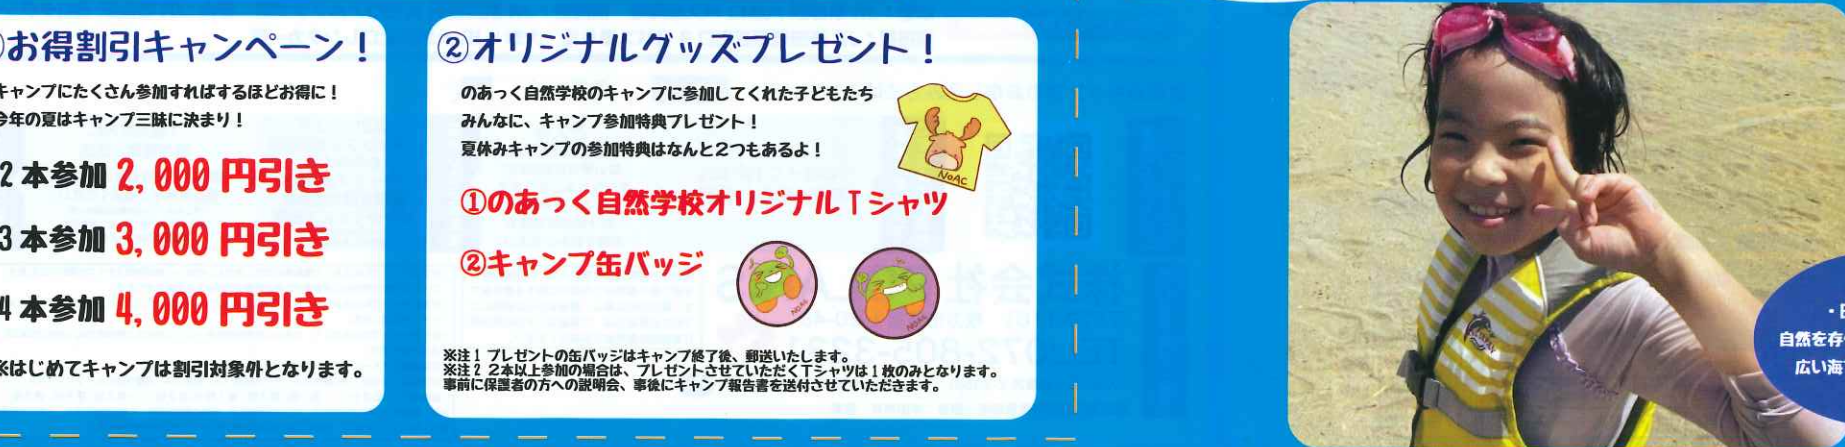 お得割引キャンペーン！
キャンプにたくさん参加すればするほどお得に！
今年の夏はキャンプ三昧に決まり！
2本参加 2,000円引き
3本参加 3,000円引き
4本参加 4,000円引き
※はじめてキャンプは割引対象外となります。
②オリジナルグッズプレゼント！
のあっく自然学校のキャンプに参加してくれた子どもたち
みんなに、キャンプ参加特典プレゼント！
夏休みキャンプの参加特典はなんと2つもあるよ！
NoAC
①のあっく自然学校オリジナルTシャツ
②キャンプ缶バッジ
NoAC
NoAC
※注1 プレゼントの缶バッジはキャンプ終了後、郵送いたします。
※注2 2本以上参加の場合は、プレゼントさせていただくTシャツは1枚のみとなります。
事前に保護者の方への説明会、事後にキャンプ報告書を送付させていただきます。
自然を存
広い海